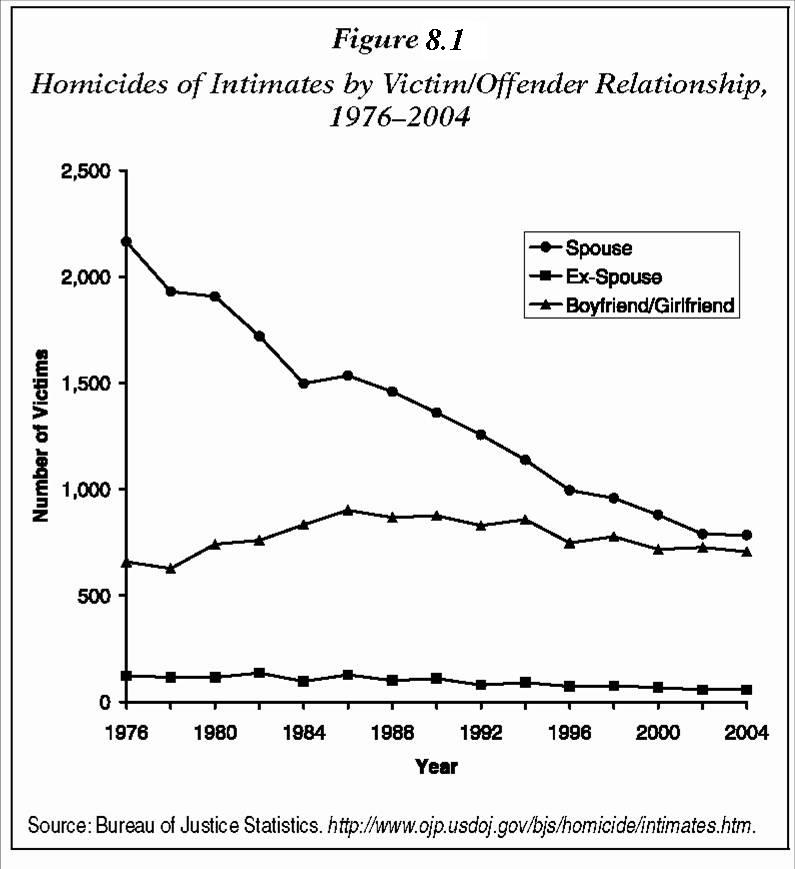 Figure 8.1
Homicides of Intimates by Victim/Offender Relationship,
1976–2004
2,500
2,000
1,500
1,000
500
0
Number of Victims
Spouse
Ex-Spouse
Boyfriend/Girlfriend
1976 1980 1984 1988 1992 1996 2000 2004
Year
Source: Bureau of Justice Statistics. http://www.ojp.usdoj.gov/bjs/homicide/intimates.htm.